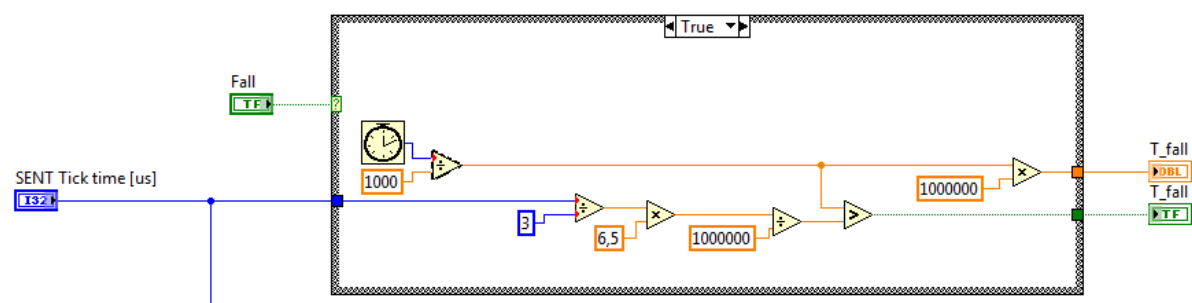 True
Fall
TF
?
SENT Tick time [us]
I32
1000
3
6,5
1000000
1000000
T_fall
DBL
T_fall
TF
÷
÷
×
÷
>
×